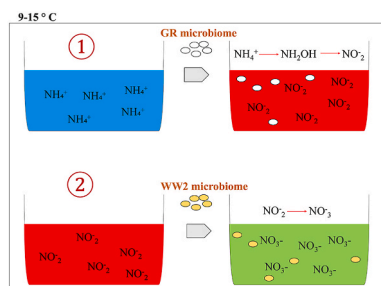 9-15 ° C
1
GR microbiome
NH₄⁺ → NH₂OH → NO⁻₂
NH₄⁺ NH₄⁺ NH₄⁺
NH₄⁺ NH₄⁺
NO⁻₂ NO⁻₂
NO⁻₂ NO⁻₂
NO⁻₂
2
WW2 microbiome
NO⁻₂ → NO⁻₃
NO⁻₂
NO⁻₂ NO⁻₂
NO⁻₂ NO⁻₂
NO₃- NO₃-
NO₃-
NO₃- NO₃-